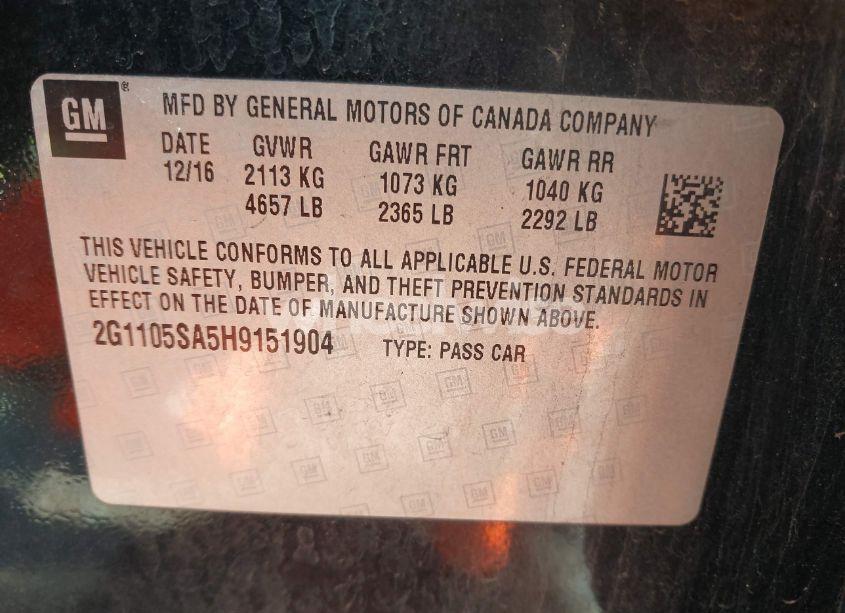 GM ®
MFD BY GENERAL MOTORS OF CANADA COMPANY
DATE GVWR GAWR FRT GAWR RR
12/16 2113 KG 1073 KG 1040 KG
4657 LB 2365 LB 2292 LB
THIS VEHICLE CONFORMS TO ALL APPLICABLE U.S. FEDERAL MOTOR
VEHICLE SAFETY, BUMPER, AND THEFT PREVENTION STANDARDS IN
EFFECT ON THE DATE OF MANUFACTURE SHOWN ABOVE.
2G1105SA5H9151904 TYPE: PASS CAR